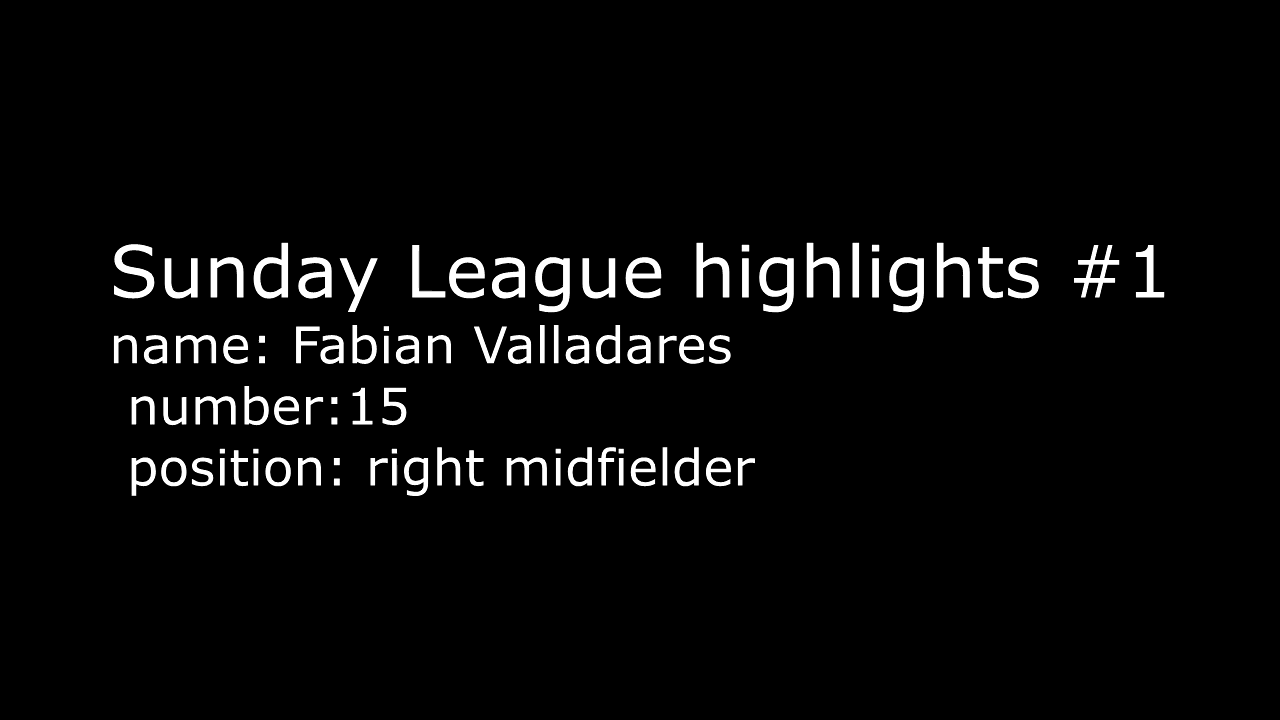 Sunday League highlights #1
name: Fabian Valladares
number:15
position: right midfielder